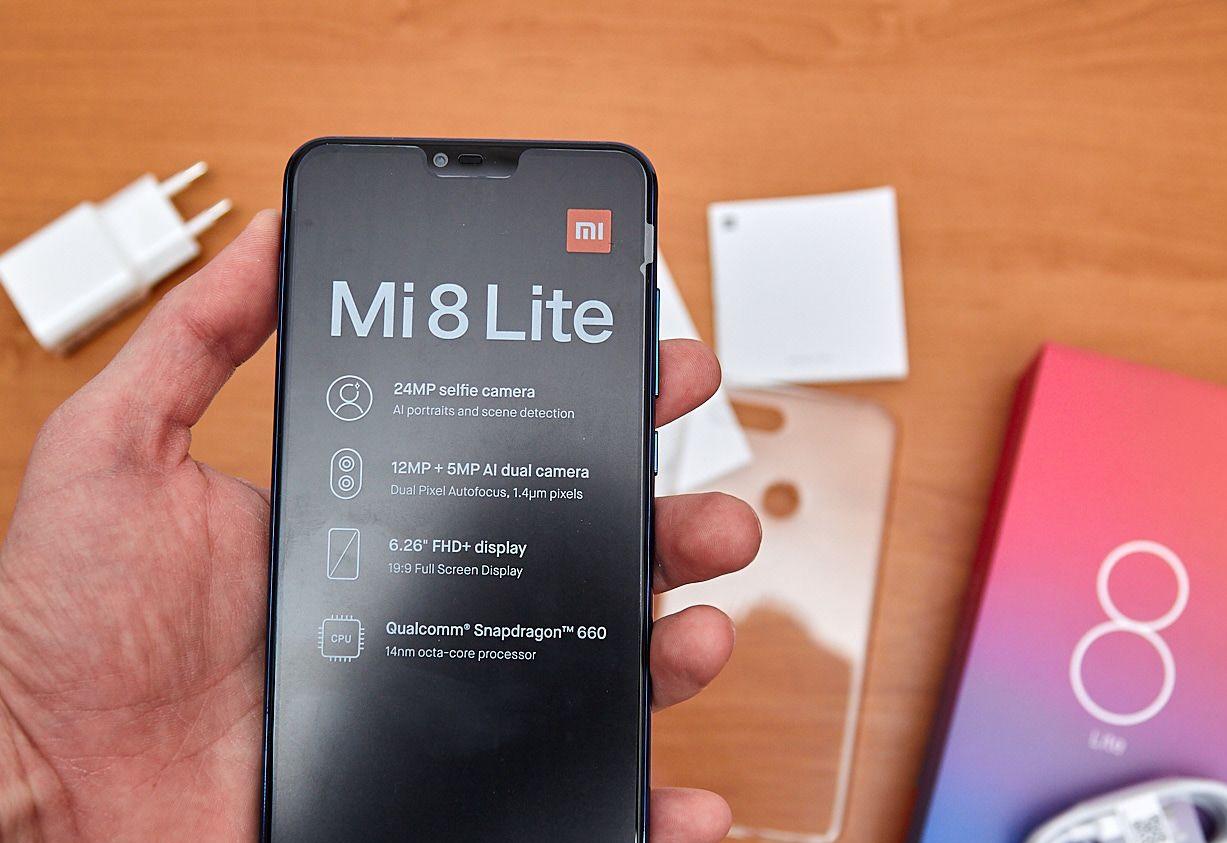 mi
Mi 8 Lite
24MP selfie camera
AI portraits and scene detection
12MP + 5MP AI dual camera
Dual Pixel Autofocus, 1.4µm pixels
6.26" FHD+ display
19:9 Full Screen Display
CPU
Qualcomm® Snapdragon™ 660
14nm octa-core processor
8
Lite